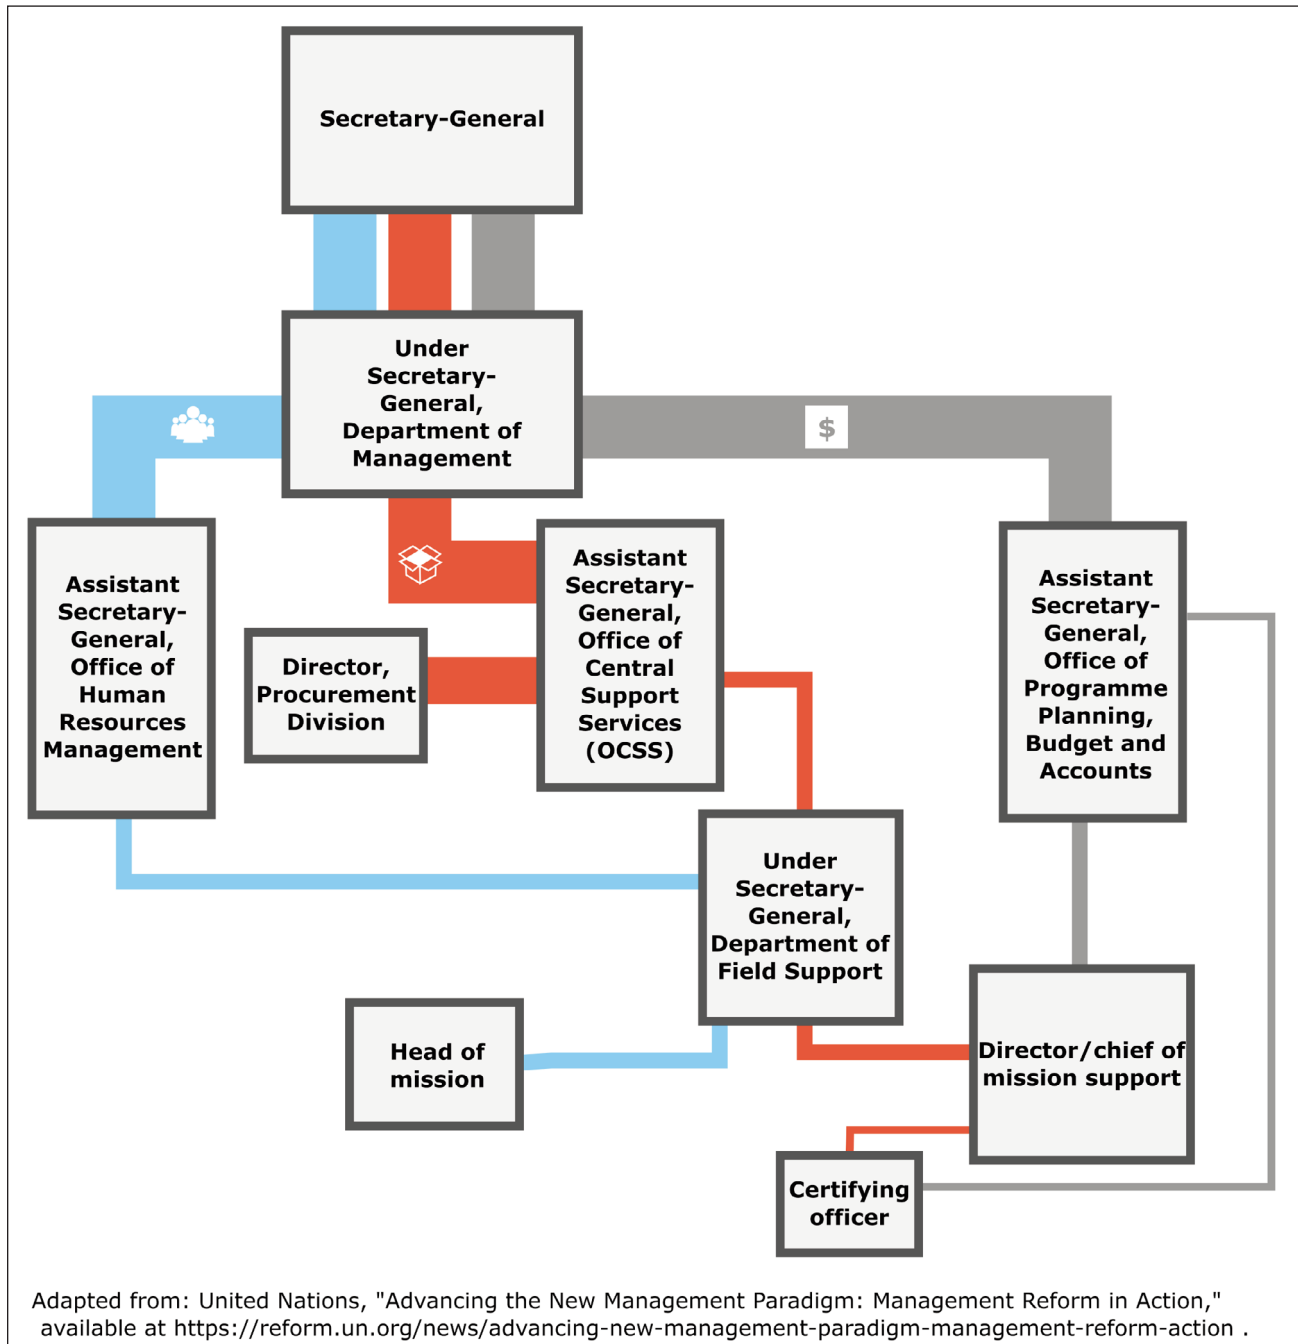 Secretary-General
Under
Secretary-
General,
Department of
Management
$
Assistant
Secretary-
General,
Office of
Human
Resources
Management
Director,
Procurement
Division
Assistant
Secretary-
General,
Office of
Central
Support
Services
(OCSS)
Assistant
Secretary-
General,
Office of
Programme
Planning,
Budget and
Accounts
Under
Secretary-
General,
Department of
Field Support
Head of
mission
Director/chief of
mission support
Certifying
officer
Adapted from: United Nations, "Advancing the New Management Paradigm: Management Reform in Action,"
available at https://reform.un.org/news/advancing-new-management-paradigm-management-reform-action .